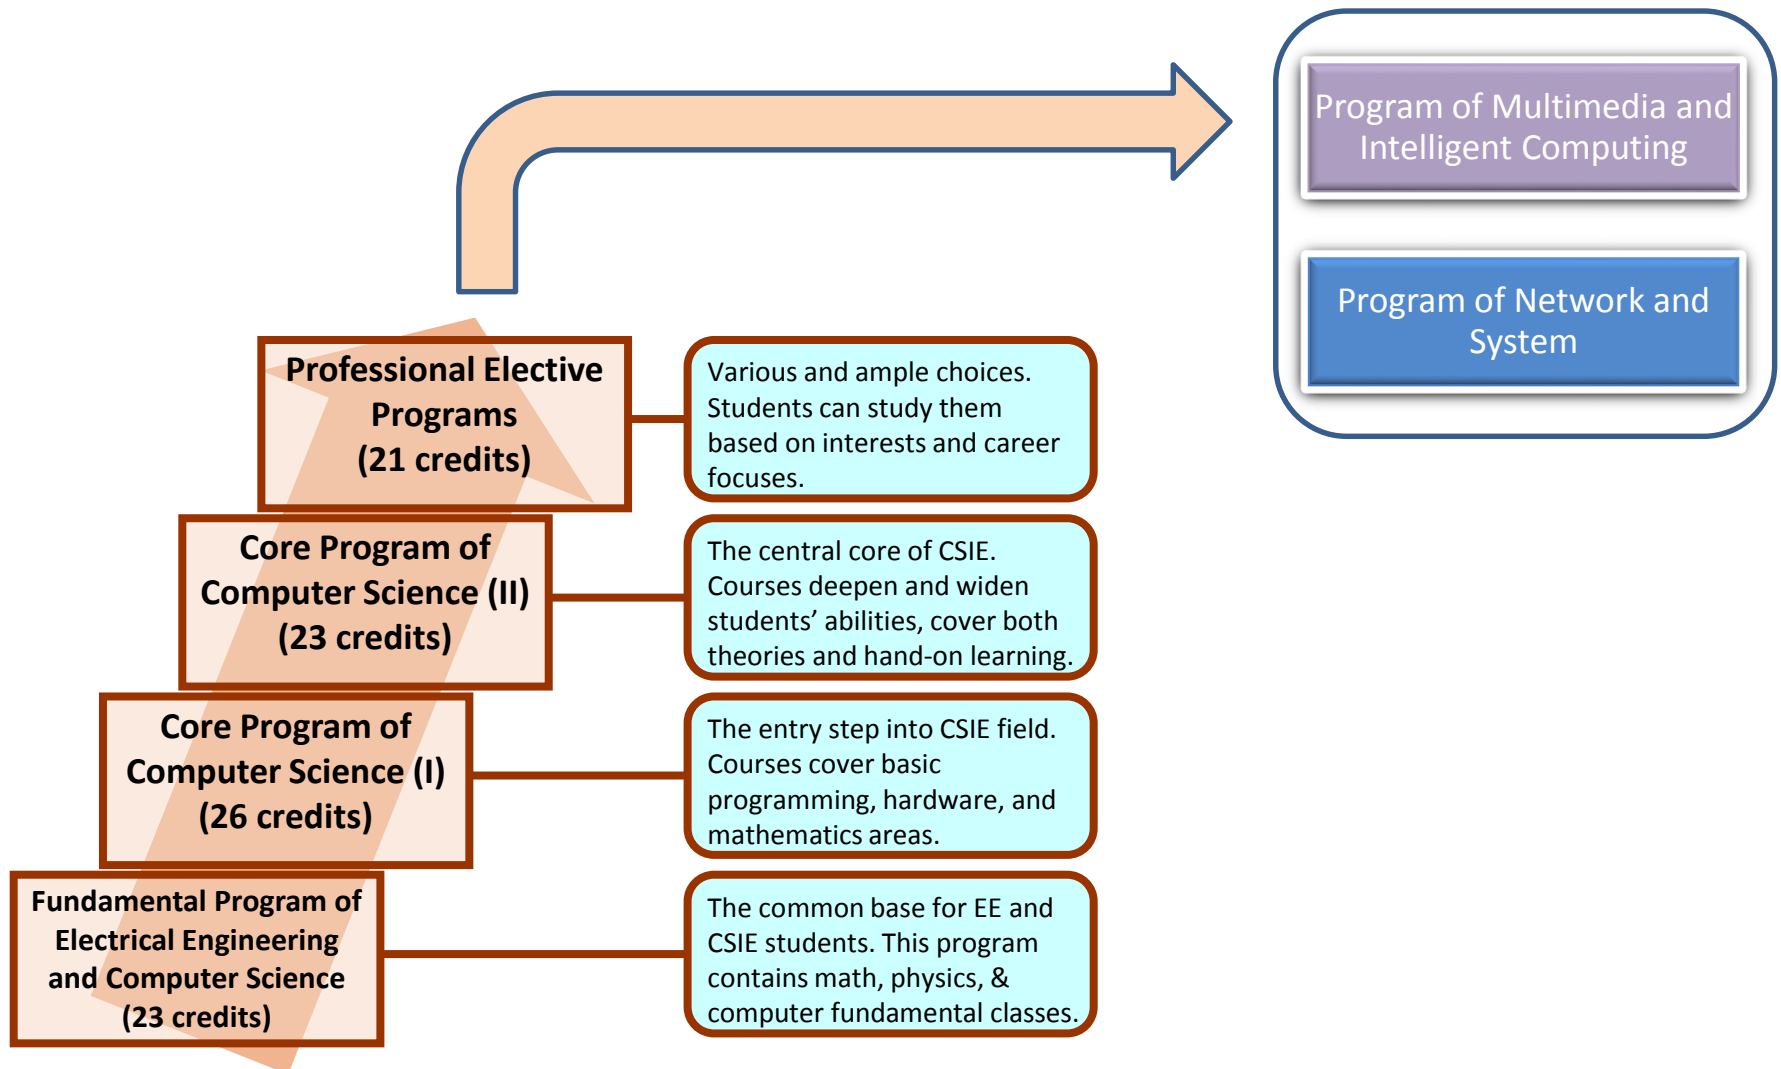 Program of Multimedia and
Intelligent Computing
Program of Network and
System
Professional Elective
Programs
(21 credits)
Various and ample choices.
Students can study them
based on interests and career
focuses.
Core Program of
Computer Science (II)
(23 credits)
The central core of CSIE.
Courses deepen and widen
students’ abilities, cover both
theories and hand-on learning.
Core Program of
Computer Science (I)
(26 credits)
The entry step into CSIE field.
Courses cover basic
programming, hardware, and
mathematics areas.
Fundamental Program of
Electrical Engineering
and Computer Science
(23 credits)
The common base for EE and
CSIE students. This program
contains math, physics, &
computer fundamental classes.